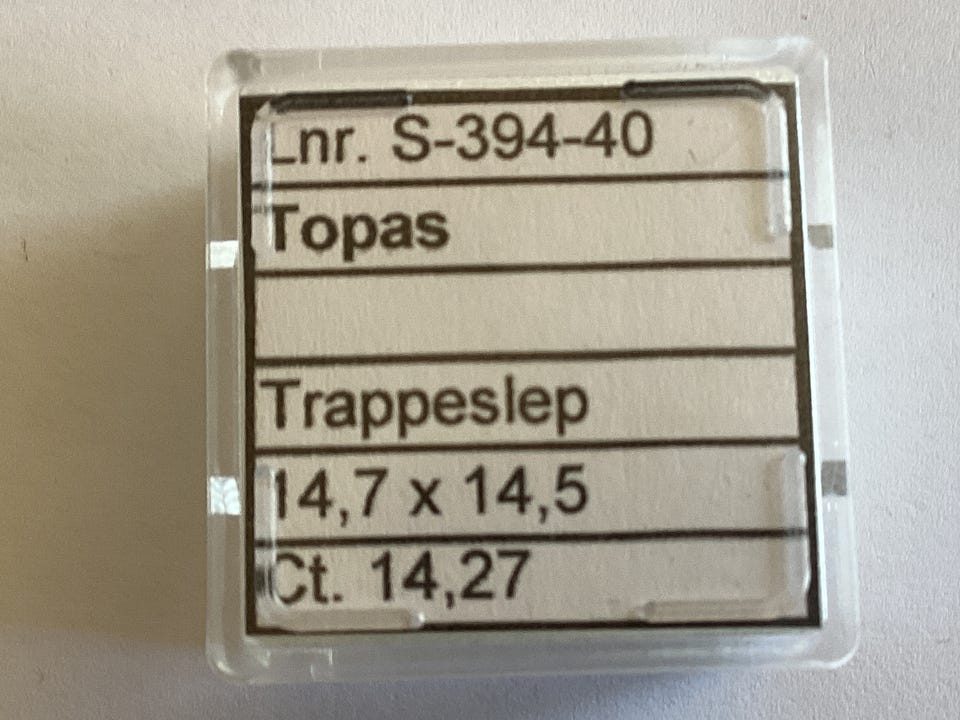 Lnr. S-394-40
Topas
Trappeslep
14,7 x 14,5
Ct. 14,27